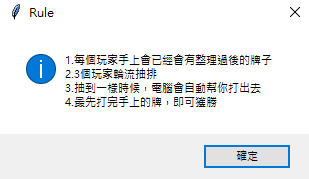 Rule
1.每個玩家手上會已經會有整理過後的牌子
2.3個玩家輪流抽排
3.抽到一樣時候，電腦會自動幫你打出去
4.最先打完手上的牌，即可獲勝
確定